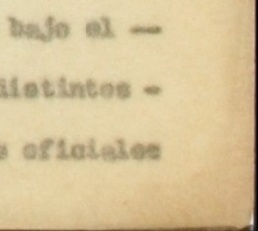 bajo el --
distintos -
s oficiales